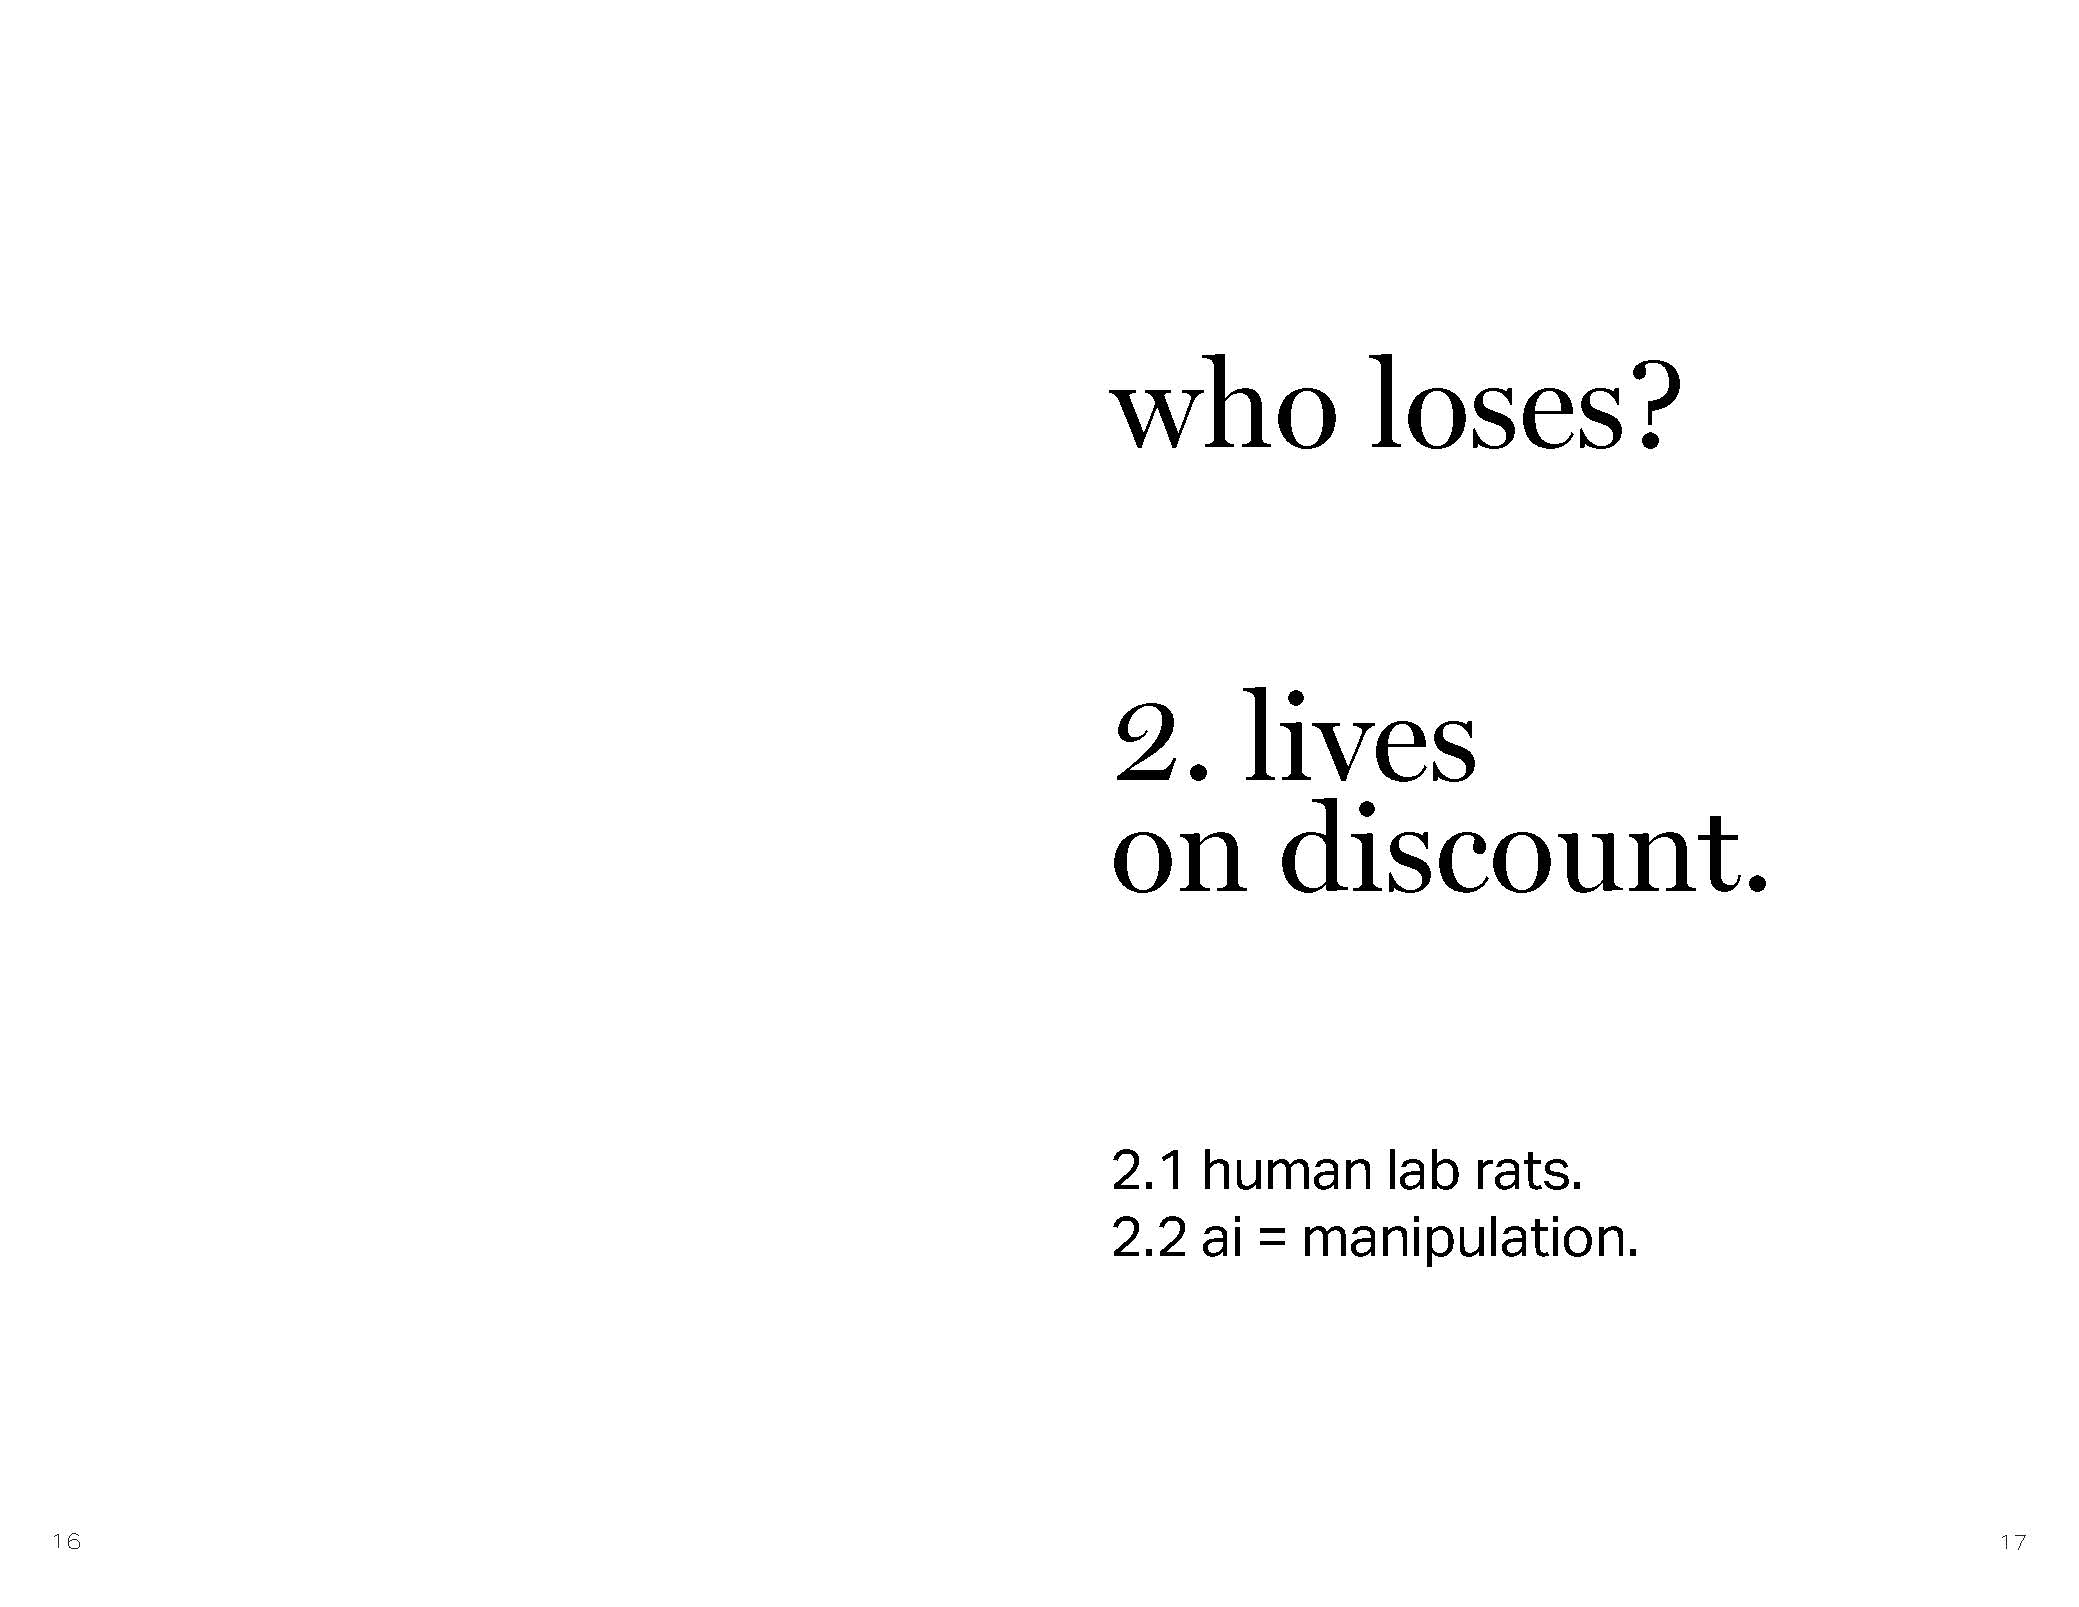 who loses?
2. lives
on discount.
2.1 human lab rats.
2.2 ai = manipulation.
16
17